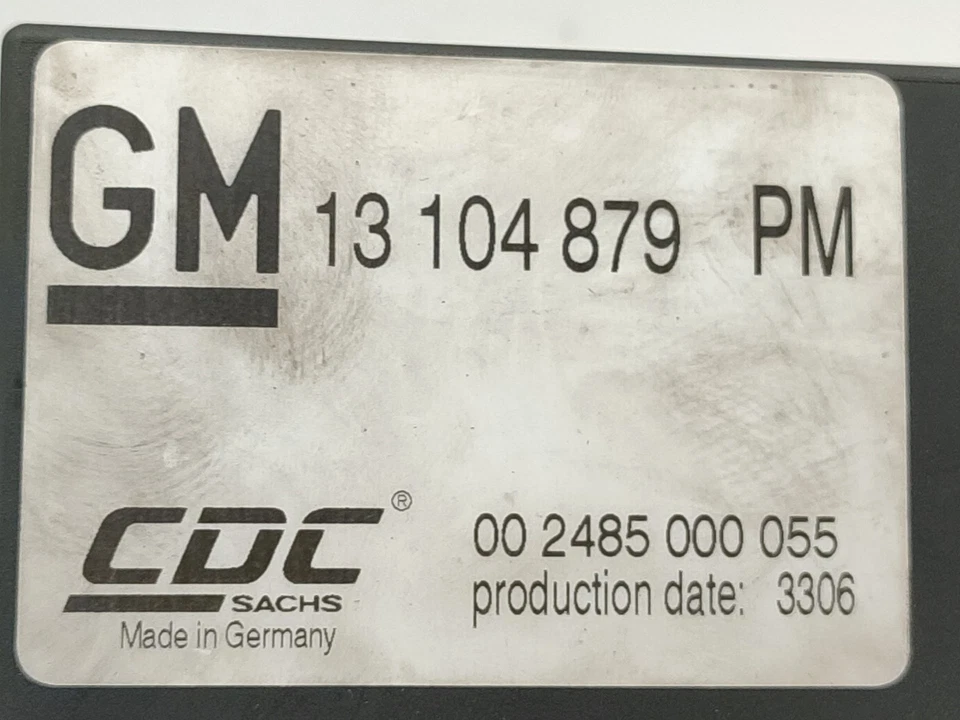 GM 13 104 879 PM
CDC®
SACHS
Made in Germany
00 2485 000 055
production date: 3306